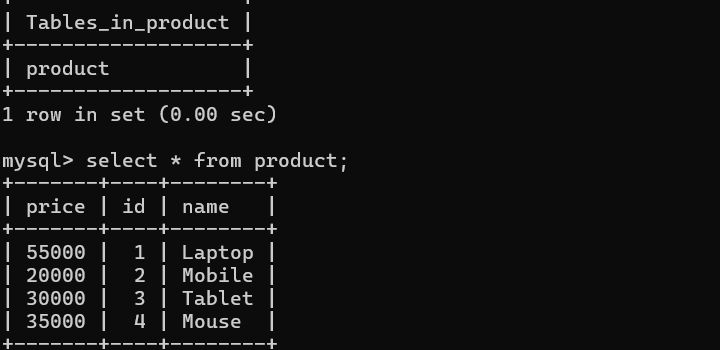 | Tables_in_product |
+-------------------+
| product           |
+-------------------+
1 row in set (0.00 sec)

mysql> select * from product;
+-------+----+--------+
| price | id | name   |
+-------+----+--------+
| 55000 |  1 | Laptop |
| 20000 |  2 | Mobile |
| 30000 |  3 | Tablet |
| 35000 |  4 | Mouse  |
+-------+----+--------+